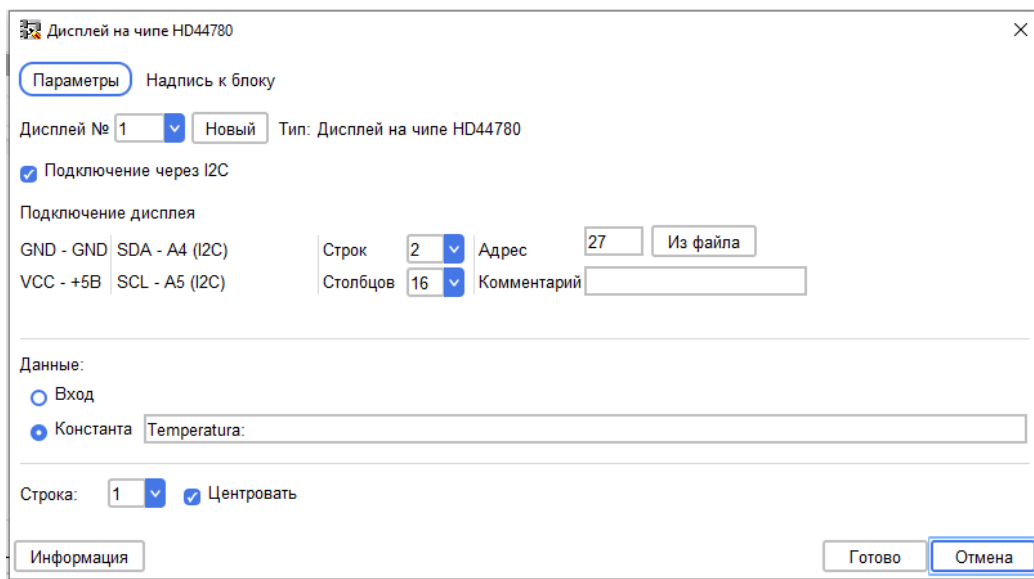 Дисплей на чипе HD44780
Параметры Надпись к блоку
Дисплей № 1 Новый Тип: Дисплей на чипе HD44780
Подключение через I2C
Подключение дисплея
GND - GND SDA - A4 (I2C) Строк 2 Адрес 27 Из файла
VCC - +5В SCL - A5 (I2C) Столбцов 16 Комментарий
Данные:
Вход
Константа Temperatura:
Строка: 1 Центровать
Информация Готово Отмена